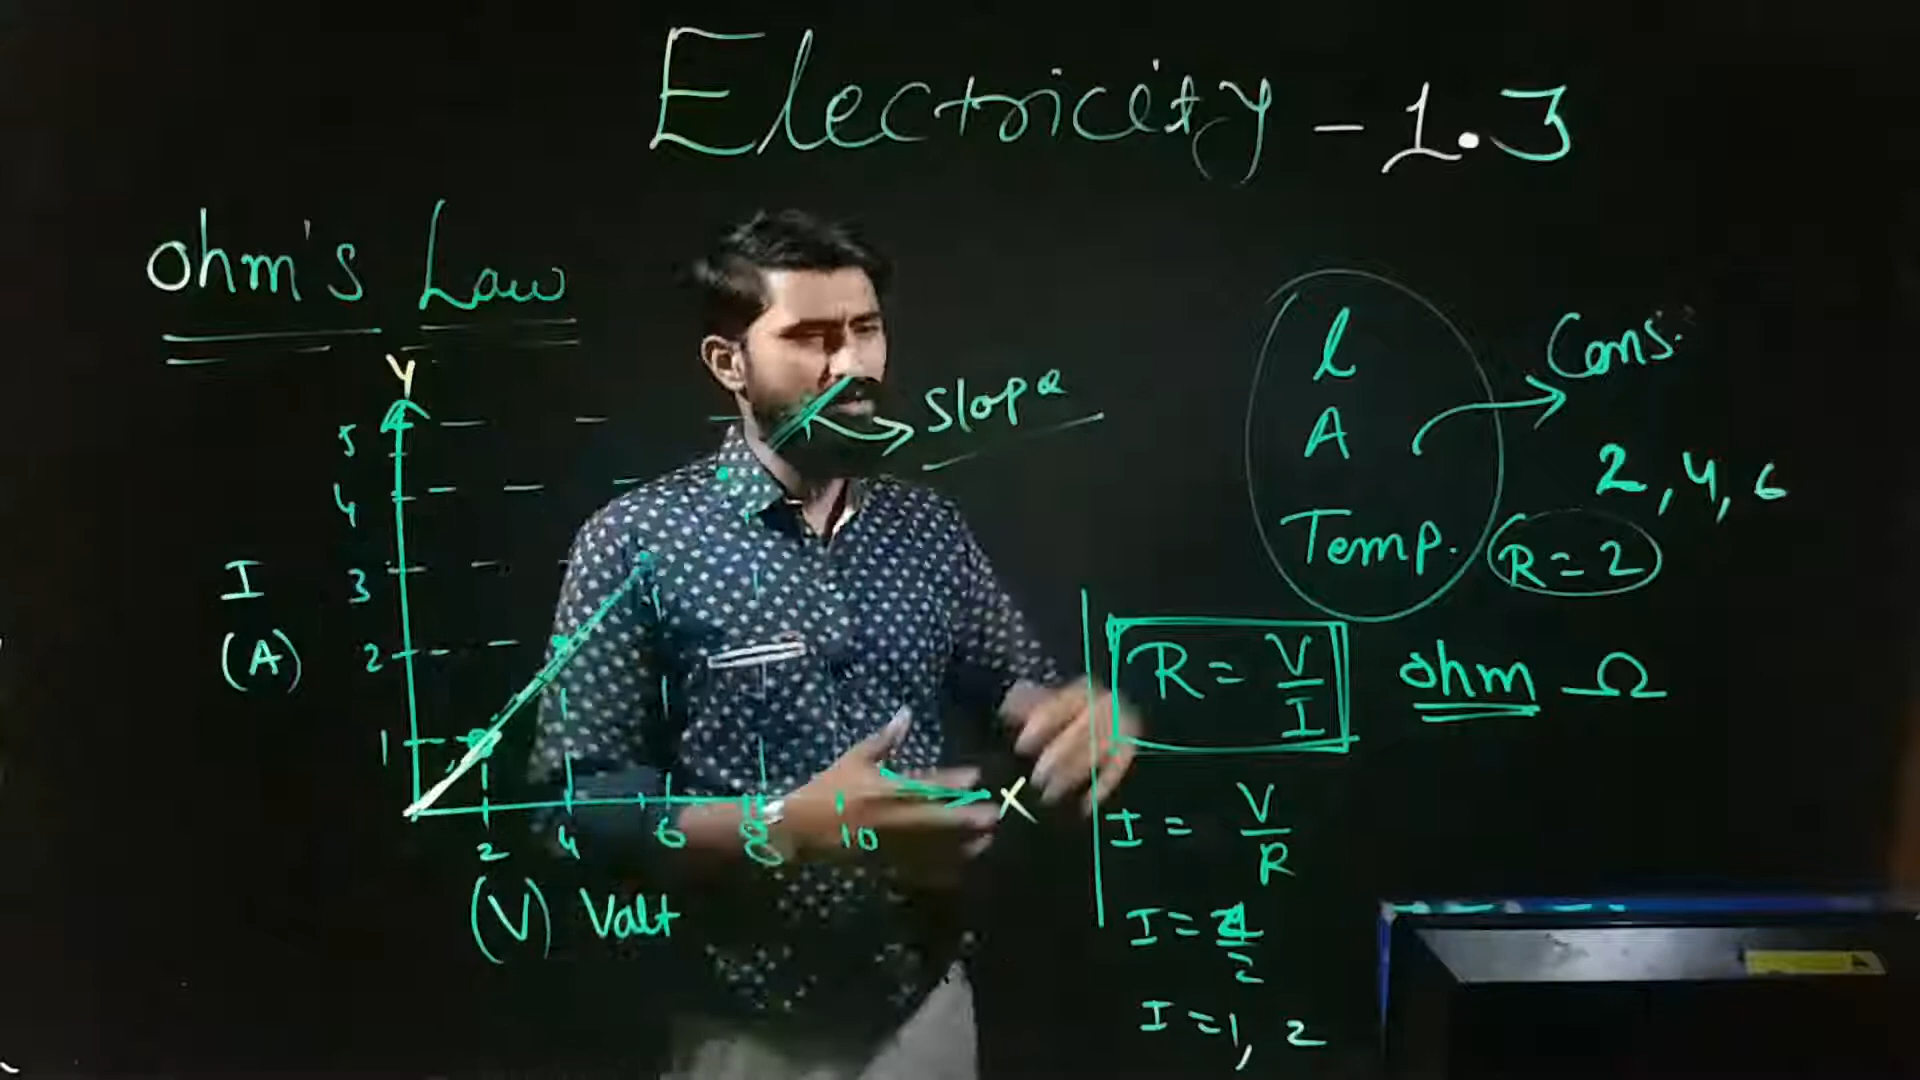 Electricity - 1.3
Ohm's Law
Y
5
4
3
2
1
I
(A)
2 4 6 8 10
X
(V) Valt
Slope
l
A
Temp.
Cons.
2, 4, 6
R = 2
R = V/I
ohm Ω
I = V/R
I = 4/2
I = 1, 2